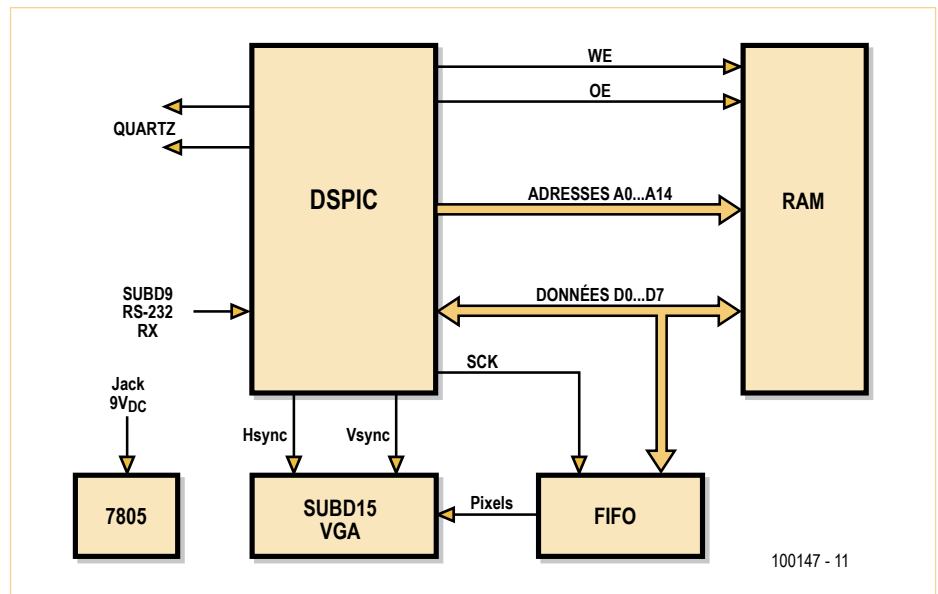 WE
OE
QUARTZ
DSPIC
RAM
ADRESSES A0...A14
SUBD9
RS-232
RX
DONNÉES D0...D7
SCK
Jack
9VDC
Hsync
Vsync
7805
SUBD15
VGA
Pixels
FIFO
100147 - 11